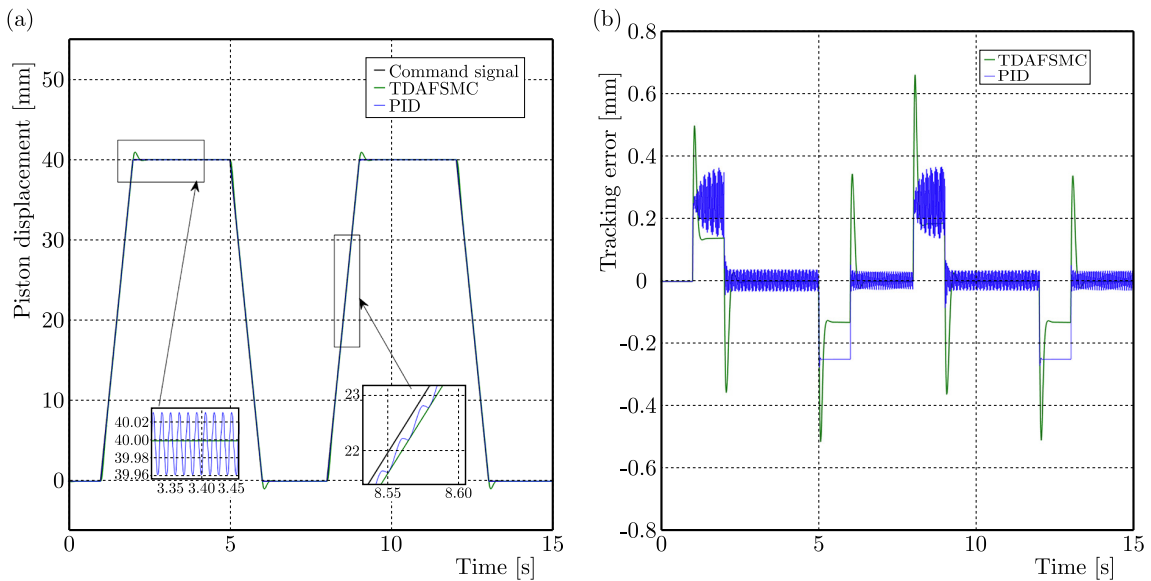 (a)
Piston displacement [mm]
50
40
30
20
10
0
Command signal
TDAFSMC
PID
40.02
40.00
39.98
39.96
3.35 3.40 3.45
23
22
8.55 8.60
0 5 10 15
Time [s]
(b)
Tracking error [mm]
0.8
0.6
0.4
0.2
0
-0.2
-0.4
-0.6
-0.8
TDAFSMC
PID
0 5 10 15
Time [s]